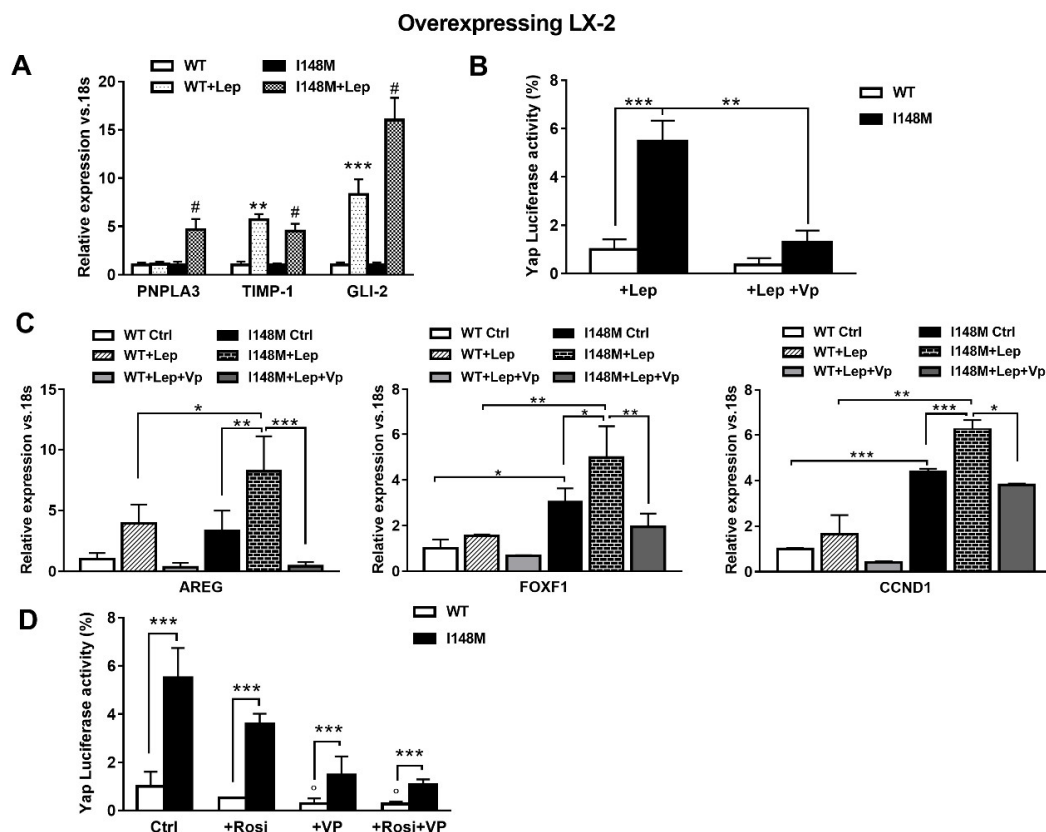 Overexpressing LX-2
A
WT
I148M
WT+Lep
I148M+Lep
Relative expression vs.18s
20
15
10
5
0
#
**
#
***
#
PNPLA3
TIMP-1
GLI-2
B
WT
I148M
Yap Luciferase activity (%)
8
6
4
2
0
***
**
+Lep
+Lep +Vp
C
WT Ctrl
I148M Ctrl
WT+Lep
I148M+Lep
WT+Lep+Vp
I148M+Lep+Vp
Relative expression vs.18s
15
10
5
0
*
**
***
AREG
WT Ctrl
I148M Ctrl
WT+Lep
I148M+Lep
WT+Lep+Vp
I148M+Lep+Vp
Relative expression vs.18s
8
6
4
2
0
**
*
**
*
FOXF1
WT Ctrl
I148M Ctrl
WT+Lep
I148M+Lep
WT+Lep+Vp
I148M+Lep+Vp
Relative expression vs.18s
8
6
4
2
0
**
***
*
***
CCND1
D
WT
I148M
Yap Luciferase activity (%)
8
6
4
2
0
***
***
***
***
°
°
Ctrl
+Rosi
+VP
+Rosi+VP